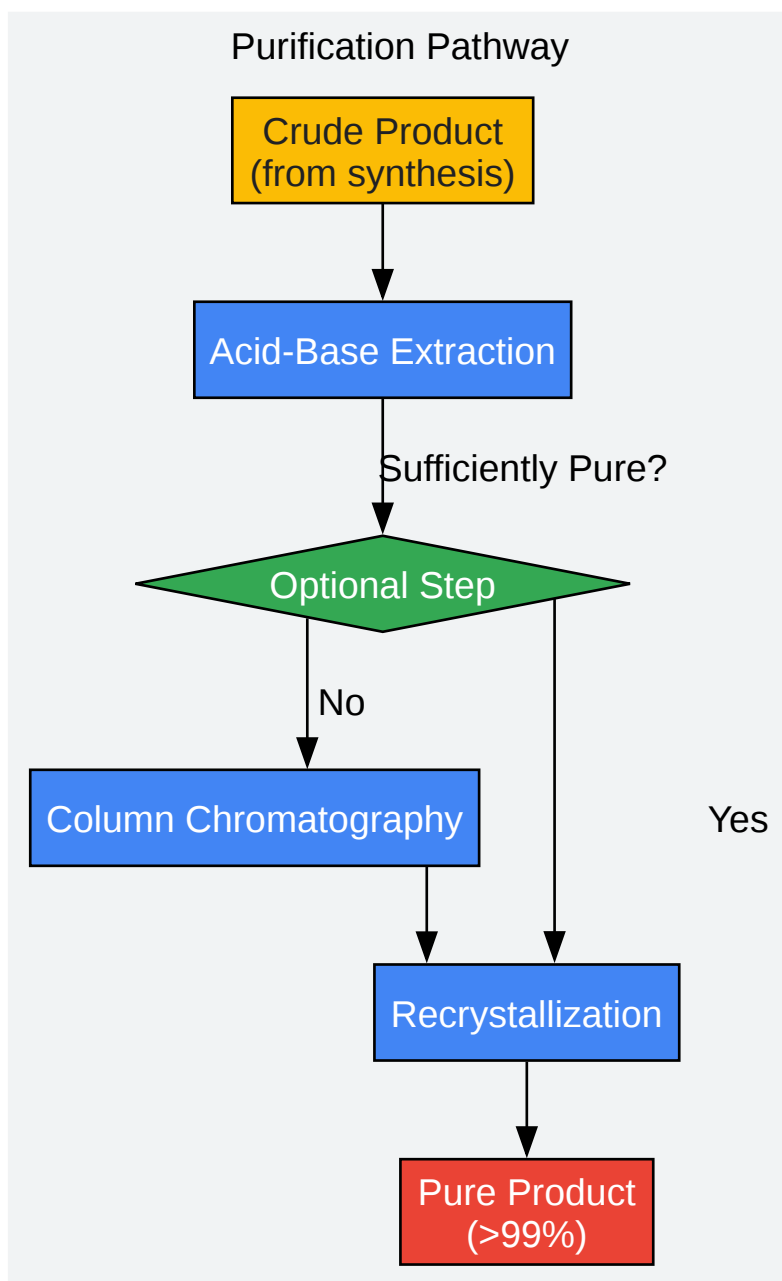 Purification Pathway
Crude Product
(from synthesis)
Acid-Base Extraction
Sufficiently Pure?
Optional Step
No
Column Chromatography
Yes
Recrystallization
Pure Product
(>99%)